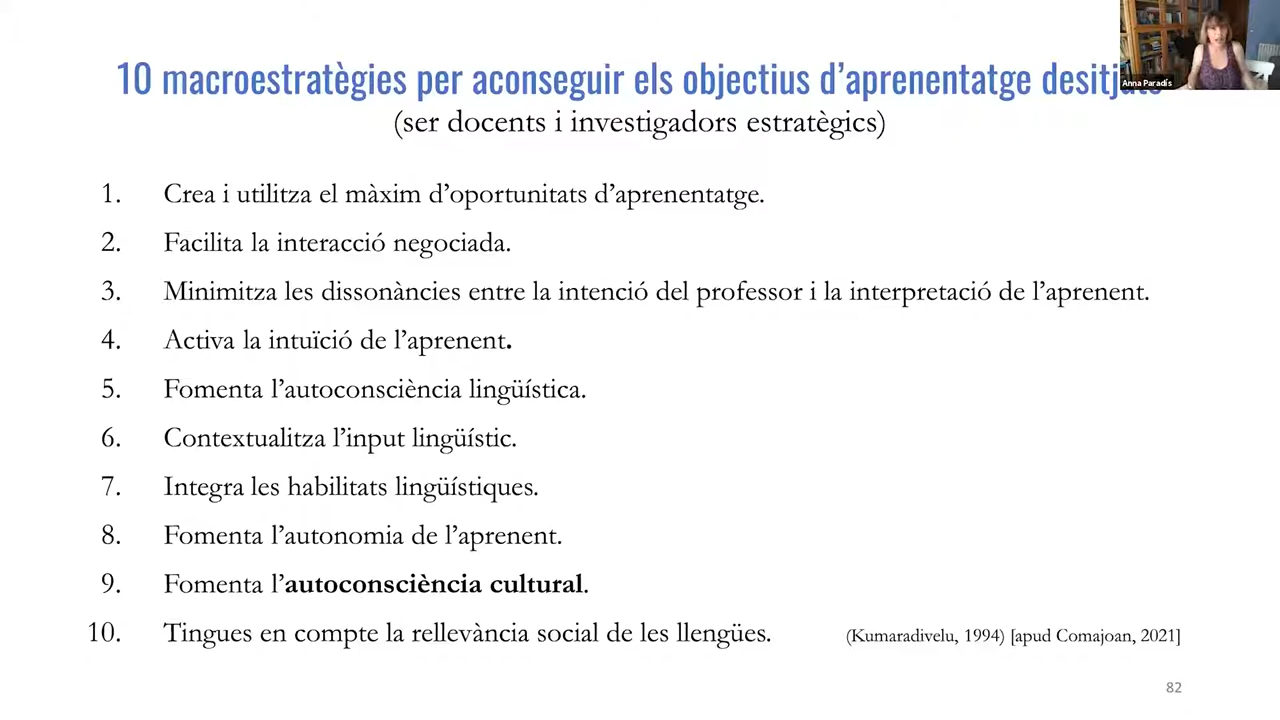 10 macroestratègies per aconseguir els objectius d'aprenentatge
Anna Paradís
(ser docents i investigadors estratègics)
1. Crea i utilitza el màxim d'oportunitats d'aprenentatge.
2. Facilita la interacció negociada.
3. Minimitza les dissonàncies entre la intenció del professor i la interpretació de l'aprenent.
4. Activa la intuïció de l'aprenent.
5. Fomenta l'autoconsciència lingüística.
6. Contextualitza l'input lingüístic.
7. Integra les habilitats lingüístiques.
8. Fomenta l'autonomia de l'aprenent.
9. Fomenta l'autoconsciència cultural.
10. Tingues en compte la rellevància social de les llengües. (Kumaradivelu, 1994) [apud Comajoan, 2021]
82